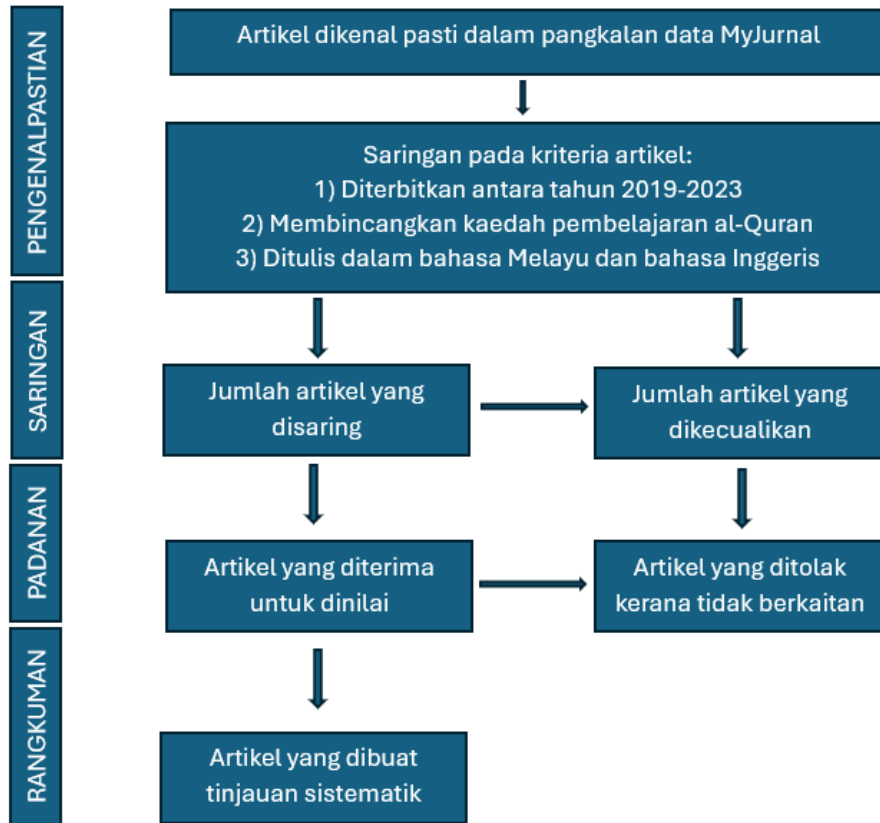 PENGENALPASTIAN
Artikel dikenal pasti dalam pangkalan data MyJurnal
Saringan pada kriteria artikel:
1) Diterbitkan antara tahun 2019-2023
2) Membincangkan kaedah pembelajaran al-Quran
3) Ditulis dalam bahasa Melayu dan bahasa Inggeris
SARINGAN
Jumlah artikel yang
disaring
Jumlah artikel yang
dikecualikan
PADANAN
Artikel yang diterima
untuk dinilai
Artikel yang ditolak
kerana tidak berkaitan
RANGKUMAN
Artikel yang dibuat
tinjauan sistematik